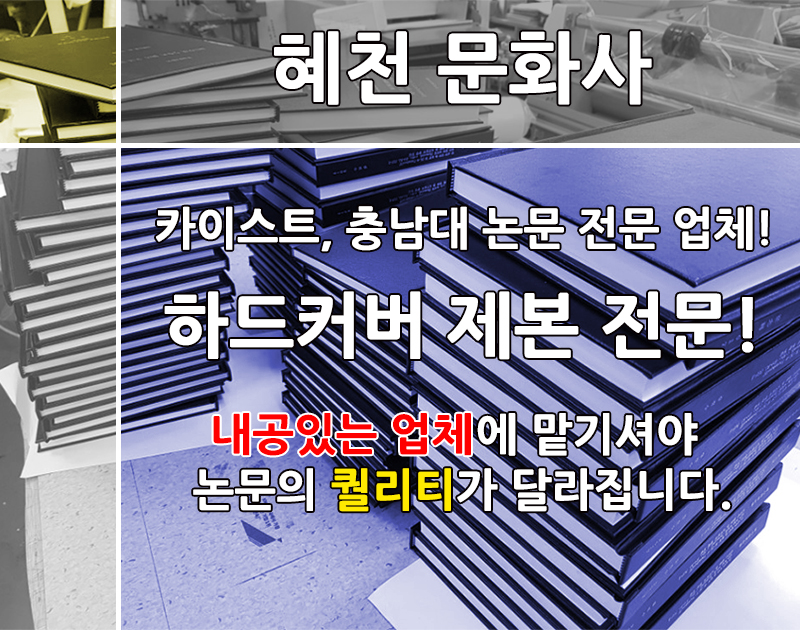 혜천 문화사
카이스트, 충남대 논문 전문 업체!
하드커버 제본 전문!
내공있는 업체에 맡기셔야
논문의 퀄리티가 달라집니다.